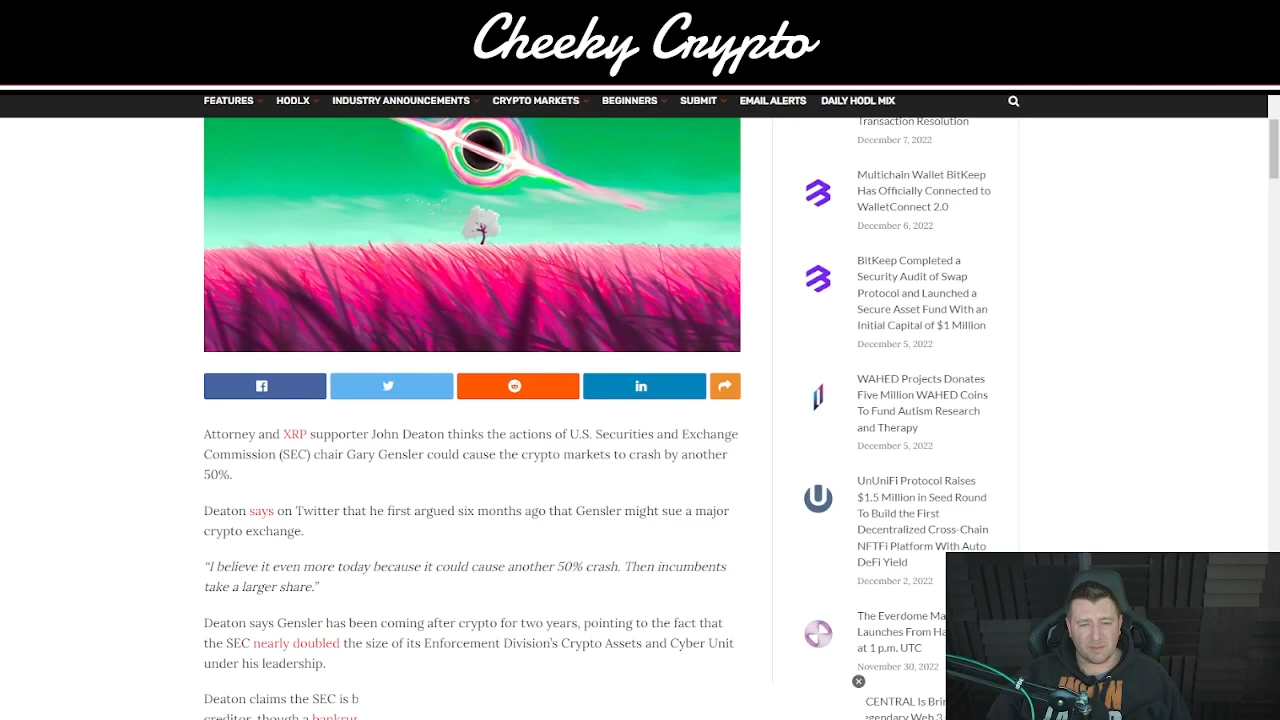 Cheeky Crypto
FEATURES HODLX INDUSTRY ANNOUNCEMENTS CRYPTO MARKETS BEGINNERS SUBMIT EMAIL ALERTS DAILY HODL MIX
Attorney and XRP supporter John Deaton thinks the actions of U.S. Securities and Exchange
Commission (SEC) chair Gary Gensler could cause the crypto markets to crash by another
50%.
Deaton says on Twitter that he first argued six months ago that Gensler might sue a major
crypto exchange.
“I believe it even more today because it could cause another 50% crash. Then incumbents
take a larger share.”
Deaton says Gensler has been coming after crypto for two years, pointing to the fact that
the SEC nearly doubled the size of its Enforcement Division’s Crypto Assets and Cyber Unit
under his leadership.
Deaton claims the SEC is b
creditor, though a bankrup
Transaction Resolution
December 7, 2022
Multichain Wallet BitKeep
Has Officially Connected to
WalletConnect 2.0
December 6, 2022
BitKeep Completed a
Security Audit of Swap
Protocol and Launched a
Secure Asset Fund With an
Initial Capital of $1 Million
December 5, 2022
WAHED Projects Donates
Five Million WAHED Coins
To Fund Autism Research
and Therapy
December 5, 2022
UnUniFi Protocol Raises
$1.5 Million in Seed Round
To Build the First
Decentralized Cross-Chain
NFTFi Platform With Auto
DeFi Yield
December 2, 2022
The Everdome Ma
Launches From Ha
at 1 p.m. UTC
November 30, 2022
CENTRAL Is Brin
egendary Web 3